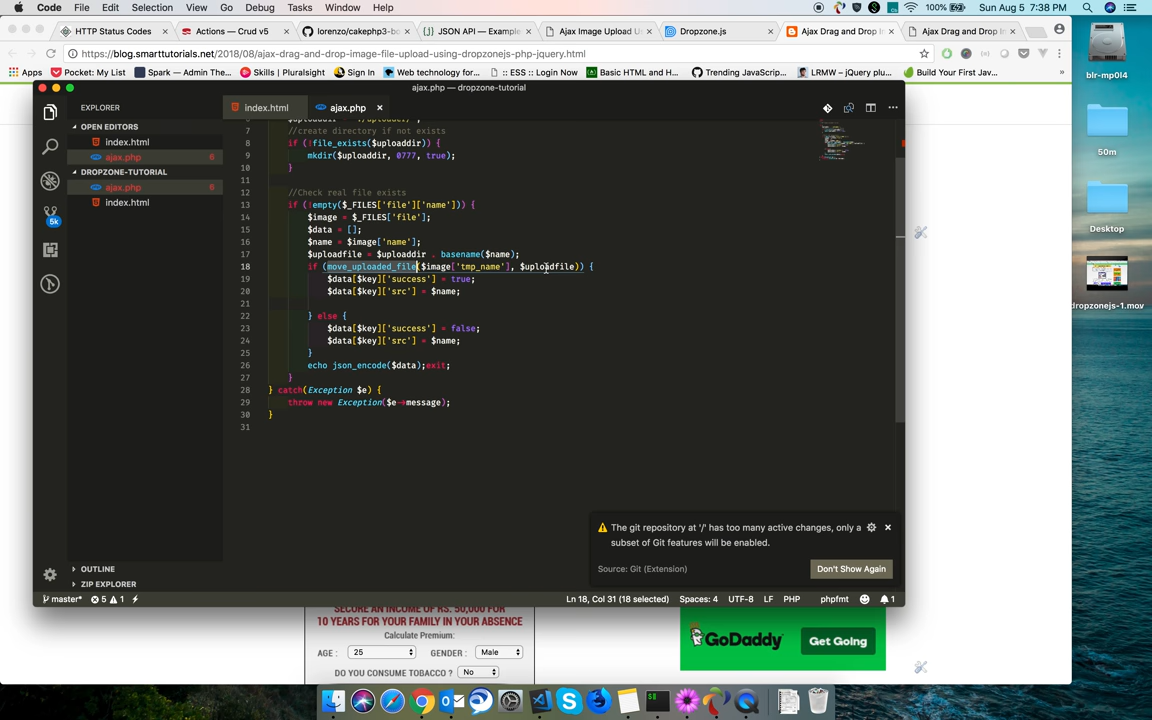 Code File Edit Selection View Go Debug Tasks Window Help
100% Sun Aug 5 7:38 PM
HTTP Status Codes
Actions — Crud v5
lorenzo/cakephp3-bo
JSON API — Example
Ajax Image Upload U
Dropzone.js
Ajax Drag and Drop I
Ajax Drag and Drop I
https://blog.smarttutorials.net/2018/08/ajax-drag-and-drop-image-file-upload-using-dropzonejs-php-jquery.html
Apps
Pocket: My List
Spark — Admin The...
Skills | Pluralsight
Sign In
Web technology for...
:: ESS :: Login Now
Basic HTML and H...
Trending JavaScrip...
LRMW – jQuery plu...
Build Your First Jav...
ajax.php — dropzone-tutorial
EXPLORER
OPEN EDITORS
index.html
ajax.php 6
DROPZONE-TUTORIAL
ajax.php 6
index.html
OUTLINE
ZIP EXPLORER
5k
index.html
ajax.php
7 //create directory if not exists
8 if (!file_exists($uploaddir)) {
9 mkdir($uploaddir, 0777, true);
10 }
11
12 //Check real file exists
13 if (!empty($_FILES['file']['name'])) {
14 $image = $_FILES['file'];
15 $data = [];
16 $name = $image['name'];
17 $uploadfile = $uploaddir . basename($name);
18 if (move_uploaded_file($image['tmp_name'], $uploadfile)) {
19 $data[$key]['success'] = true;
20 $data[$key]['src'] = $name;
21
22 } else {
23 $data[$key]['success'] = false;
24 $data[$key]['src'] = $name;
25 }
26 echo json_encode($data);exit;
27 }
28 } catch(Exception $e) {
29 throw new Exception($e->message);
30 }
31
The git repository at '/' has too many active changes, only a
subset of Git features will be enabled.
Source: Git (Extension)
Don't Show Again
master* 5 1
Ln 18, Col 31 (18 selected) Spaces: 4 UTF-8 LF PHP phpfmt 1
SECURE AN INCOME OF RS. 50,000 FOR
10 YEARS FOR YOUR FAMILY IN YOUR ABSENCE
Calculate Premium:
AGE : 25 GENDER : Male
DO YOU CONSUME TOBACCO ? No
GoDaddy
Get Going
blr-mp0l4
50m
Desktop
dropzonejs-1.mov